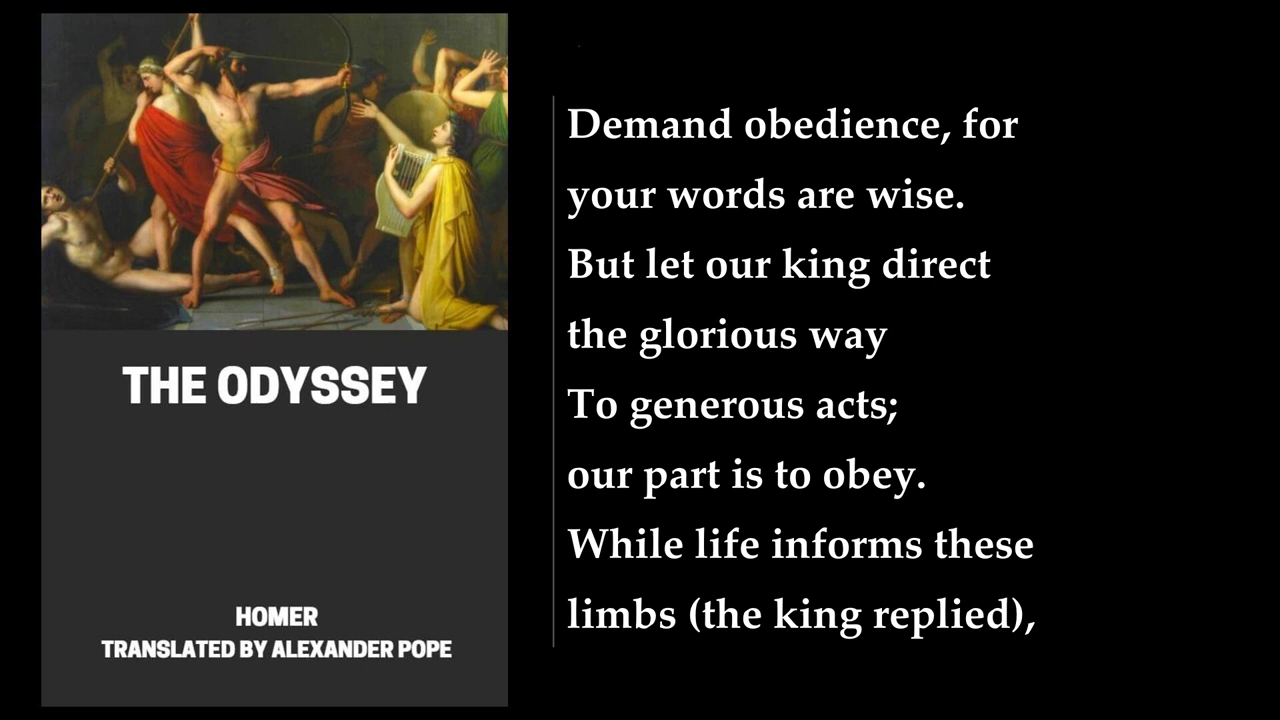 THE ODYSSEY
HOMER
TRANSLATED BY ALEXANDER POPE
Demand obedience, for
your words are wise.
But let our king direct
the glorious way
To generous acts;
our part is to obey.
While life informs these
limbs (the king replied),